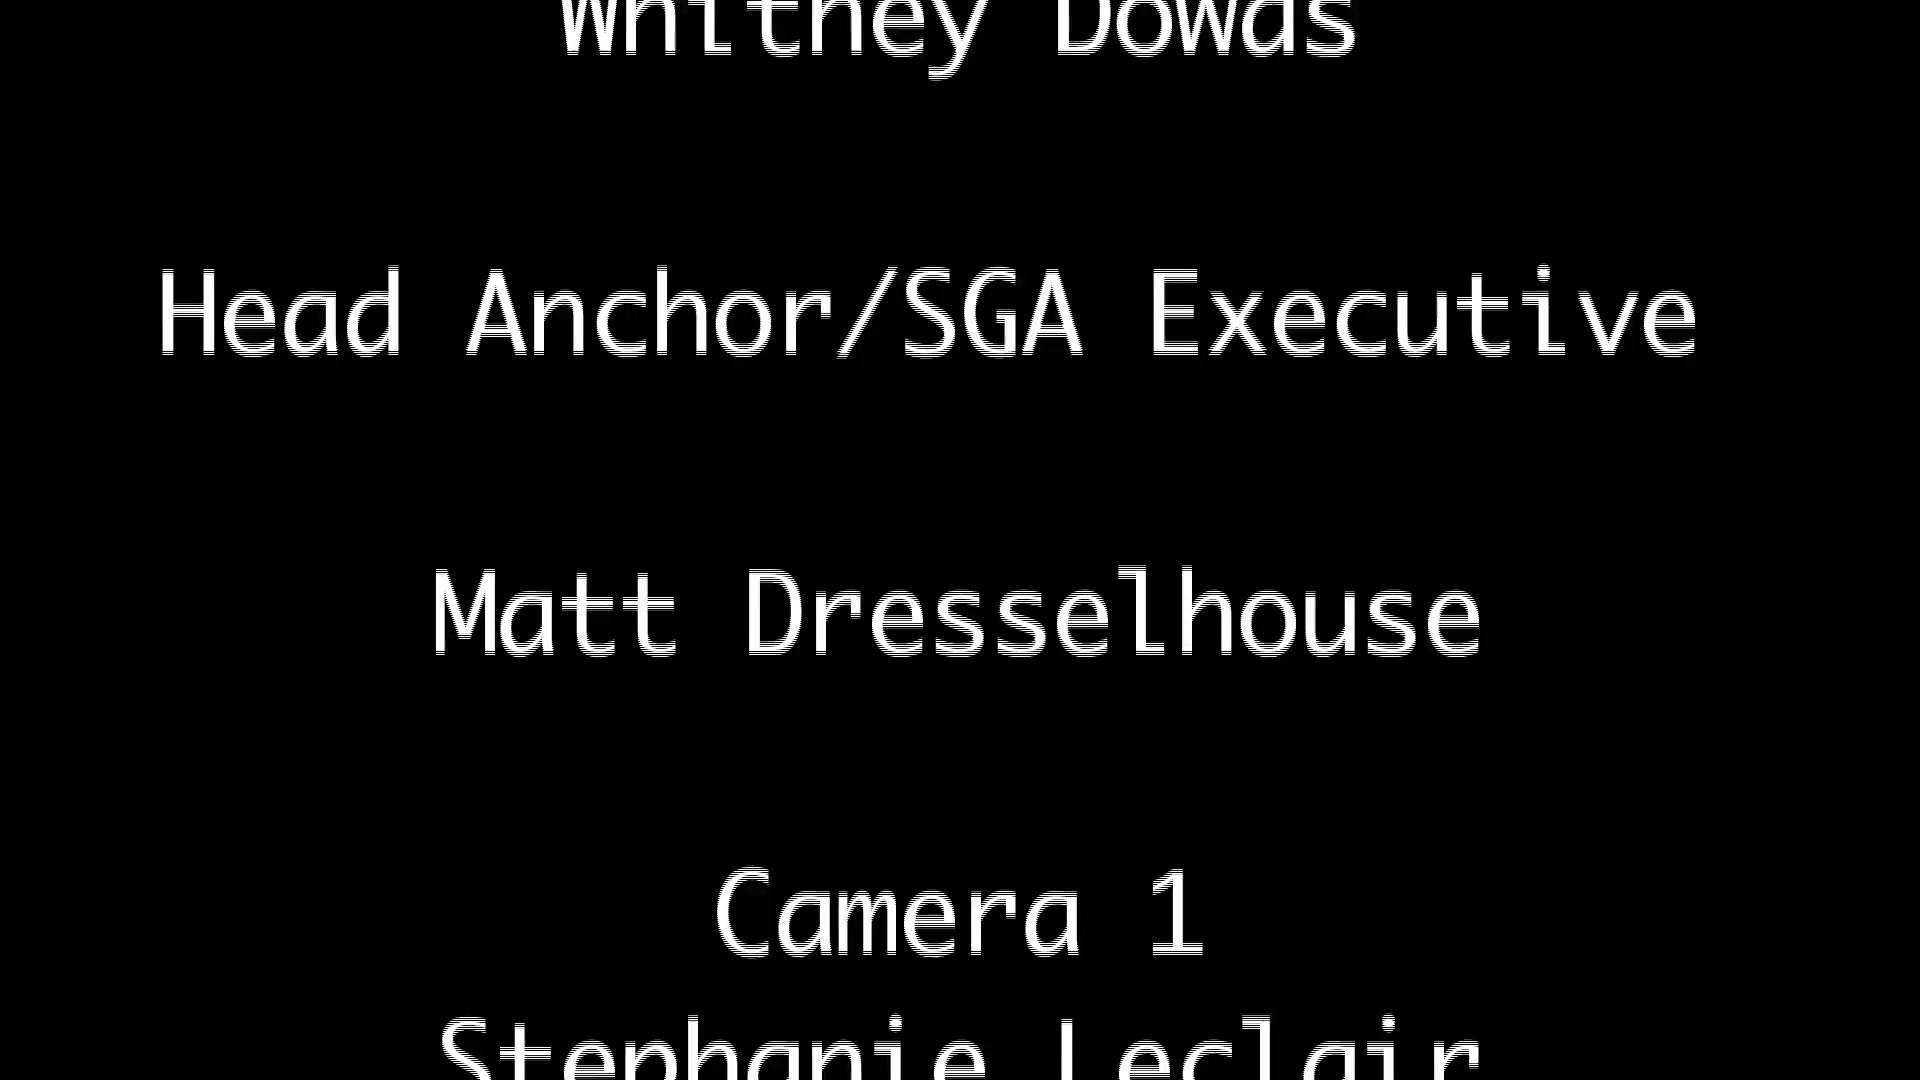 Whitney Dowds
Head Anchor/SGA Executive
Matt Dresselhouse
Camera 1
Stephanie Leclair